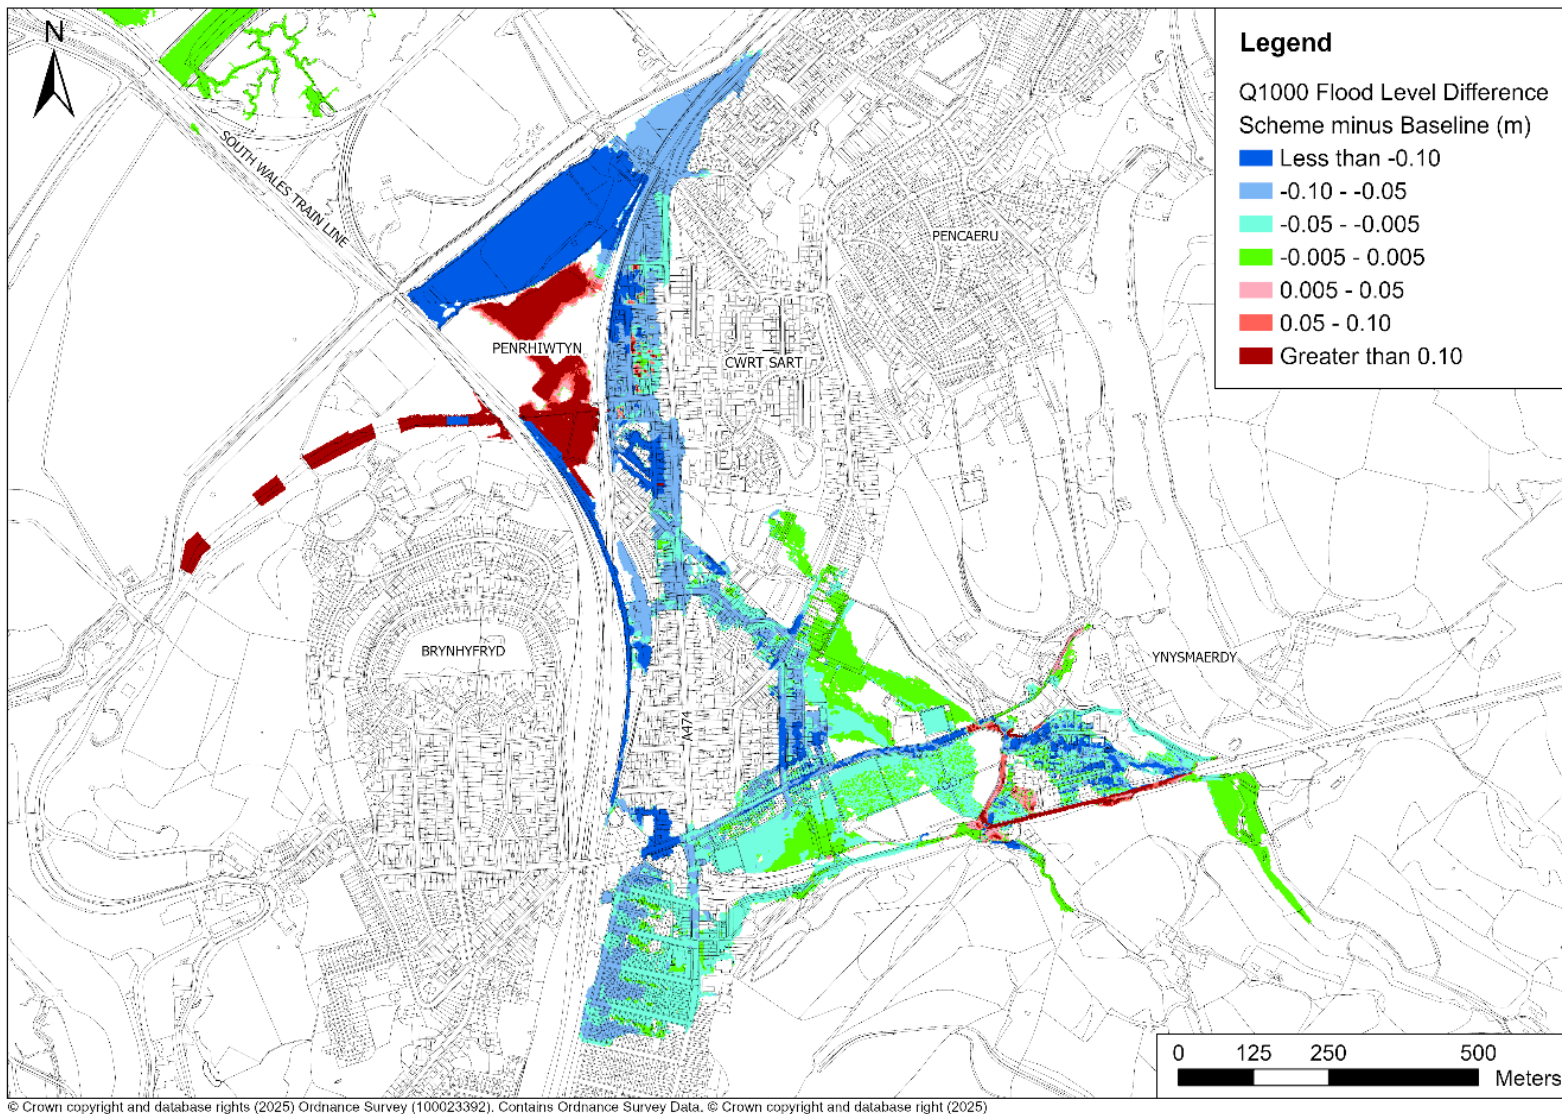 N
Legend
Q1000 Flood Level Difference
Scheme minus Baseline (m)
Less than -0.10
-0.10 - -0.05
-0.05 - -0.005
-0.005 - 0.005
0.005 - 0.05
0.05 - 0.10
Greater than 0.10
SOUTH WALES TRAIN LINE
PENCAERU
PENRHIWTYN
CWRT SART
BRYNHYFRYD
YNYSMAERDY
A474
0 125 250 500
Meters
© Crown copyright and database rights (2025) Ordnance Survey (100023392). Contains Ordnance Survey Data. © Crown copyright and database right (2025)